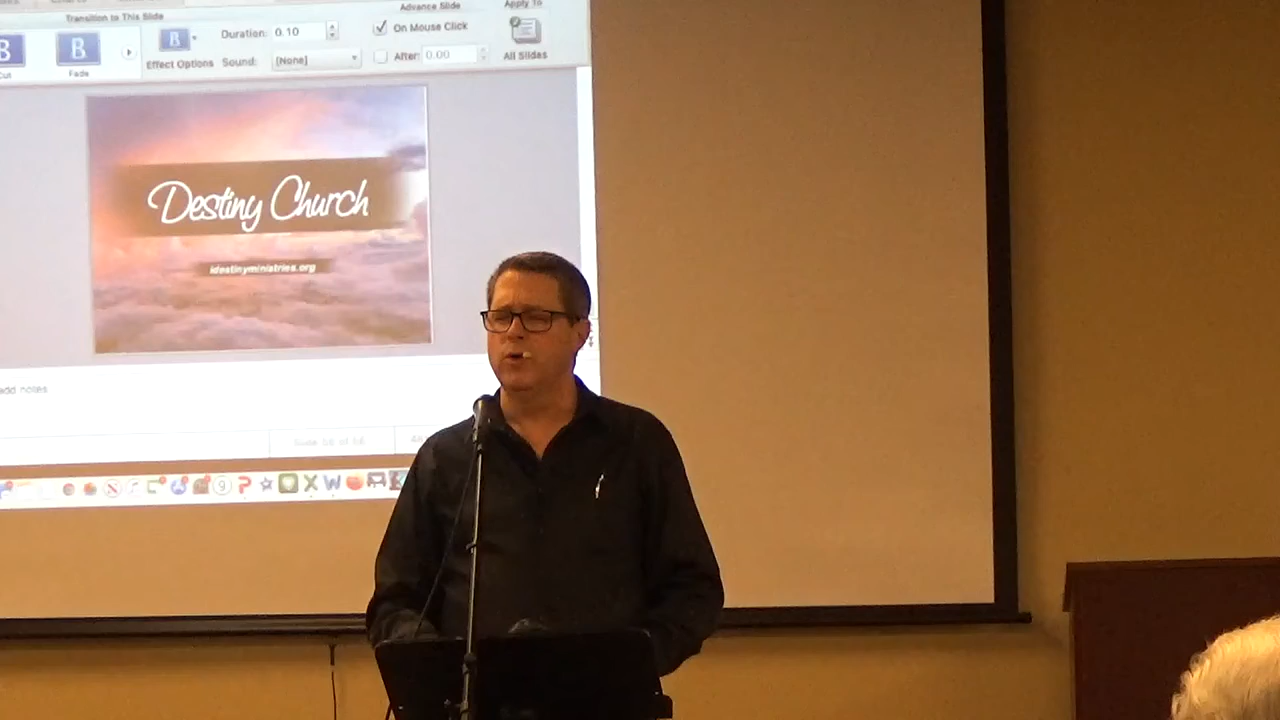 Transition to This Slide
Advance Slide
Apply To
Duration: 0.10
On Mouse Click
Cut
Fade
Effect Options
Sound: [None]
After: 0.00
All Slides
Destiny Church
idestinyministries.org
add notes